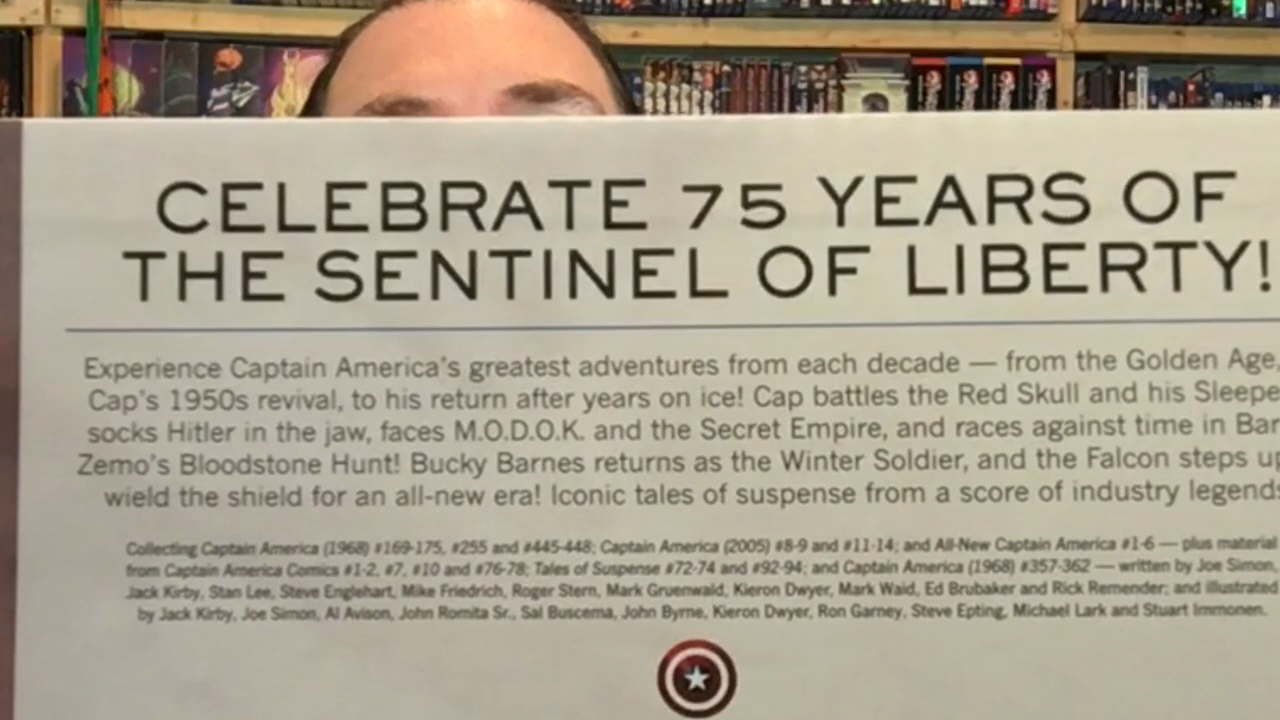 CELEBRATE 75 YEARS OF
THE SENTINEL OF LIBERTY!
Experience Captain America's greatest adventures from each decade — from the Golden Age,
Cap's 1950s revival, to his return after years on ice! Cap battles the Red Skull and his Sleepe
socks Hitler in the jaw, faces M.O.D.O.K. and the Secret Empire, and races against time in Bar
Zemo's Bloodstone Hunt! Bucky Barnes returns as the Winter Soldier, and the Falcon steps up
wield the shield for an all-new era! Iconic tales of suspense from a score of industry legends
Collecting Captain America (1968) #169-175, #255 and #445-448; Captain America (2005) #8-9 and #11-14; and All-New Captain America #1-6 — plus material
from Captain America Comics #1-2, #7, #10 and #76-78; Tales of Suspense #72-74 and #92-94; and Captain America (1968) #357-362 — written by Joe Simon,
Jack Kirby, Stan Lee, Steve Englehart, Mike Friedrich, Roger Stern, Mark Gruenwald, Kieron Dwyer, Mark Waid, Ed Brubaker and Rick Remender; and illustrated
by Jack Kirby, Joe Simon, Al Avison, John Romita Sr., Sal Buscema, John Byrne, Kieron Dwyer, Ron Garney, Steve Epting, Michael Lark and Stuart Immonen.